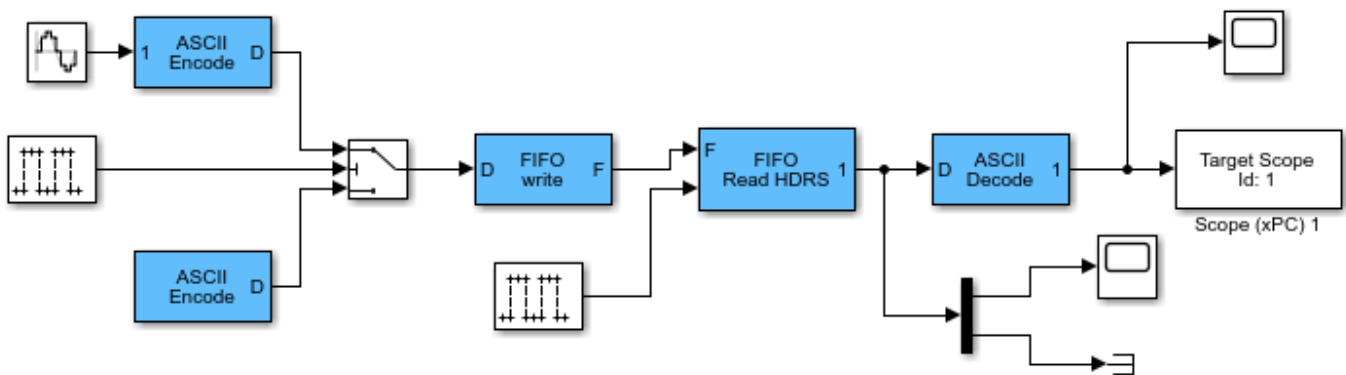 1
ASCII
Encode
D
ASCII
Encode
D
D
FIFO
write
F
F
FIFO
Read HDRS
1
D
ASCII
Decode
1
Target Scope
Id: 1
Scope (xPC) 1